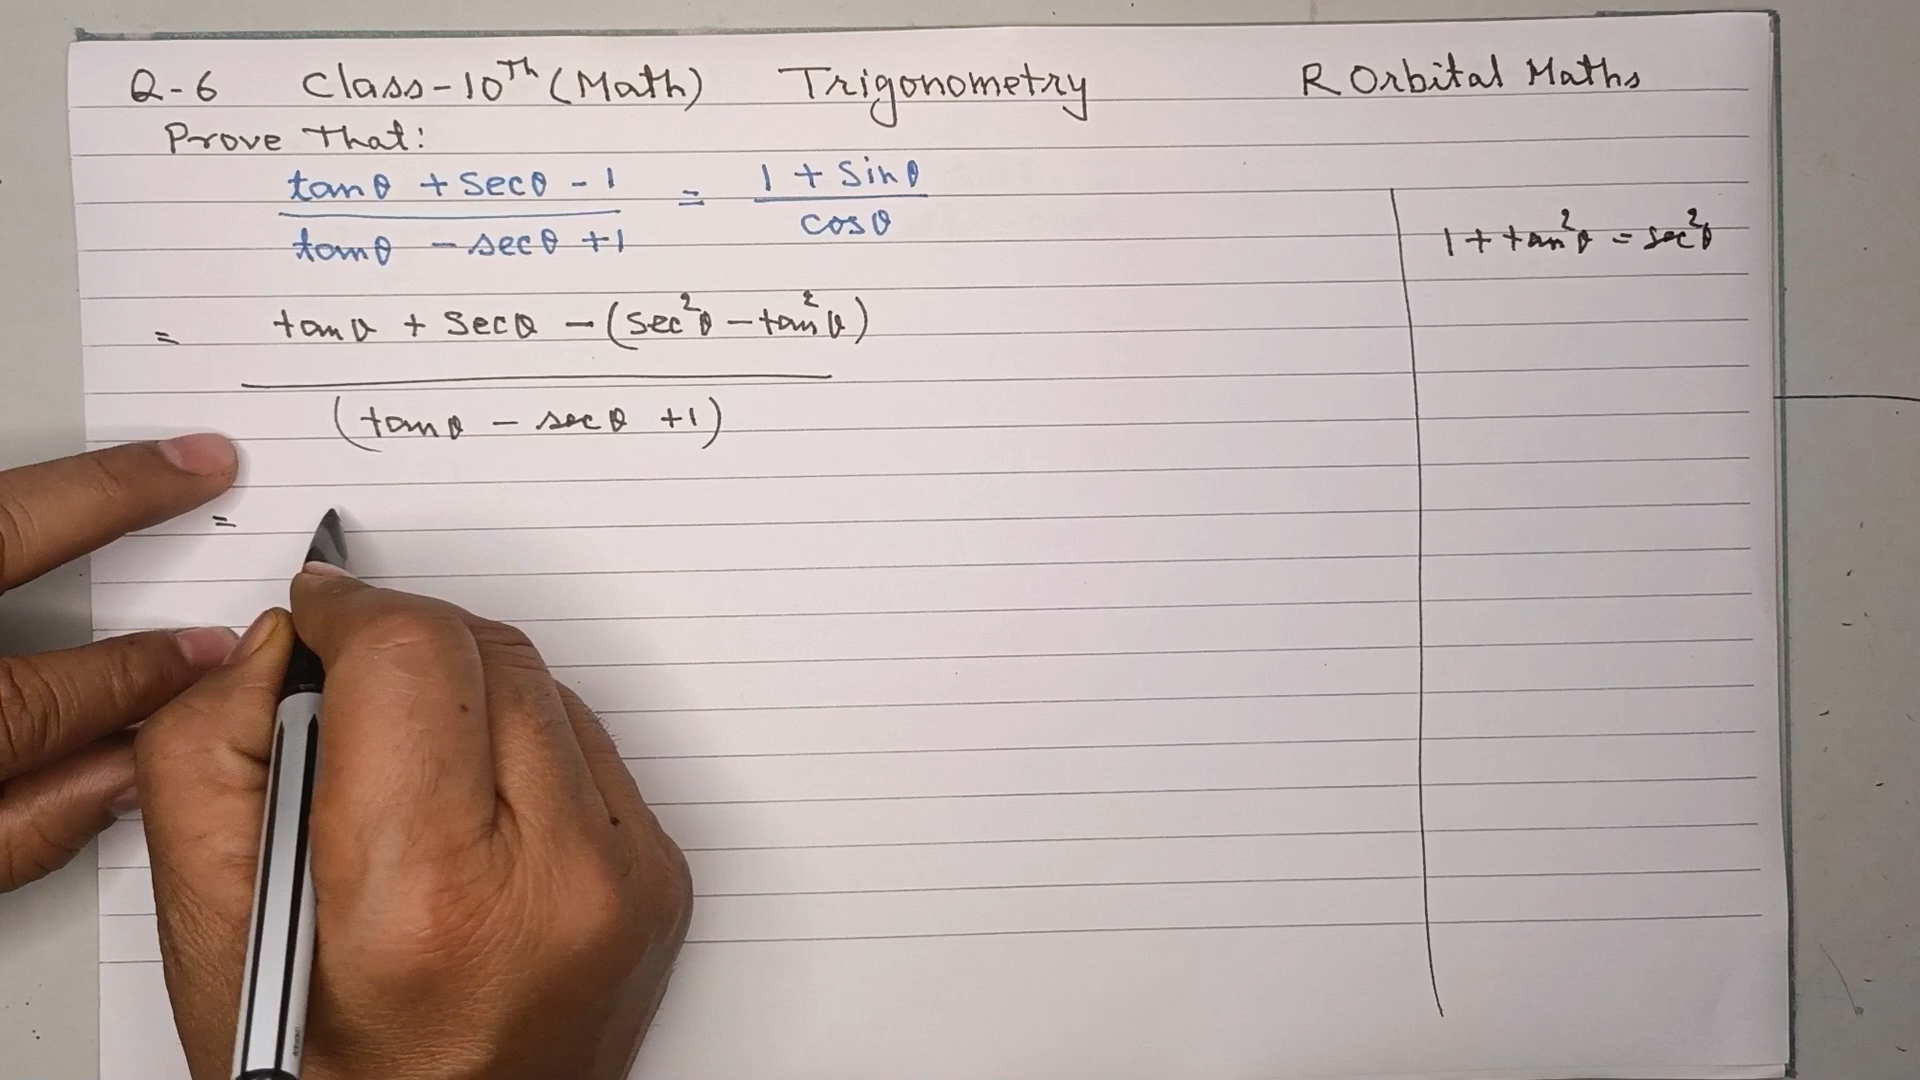 Q-6 Class-10Th (Math) Trigonometry R Orbital Maths
Prove That:
tanθ + secθ - 1 / tanθ - secθ + 1 = 1 + Sinθ / cosθ
1 + tan²θ = sec²θ
= tanθ + secθ - (sec²θ - tan²θ) / (tanθ - secθ + 1)
=